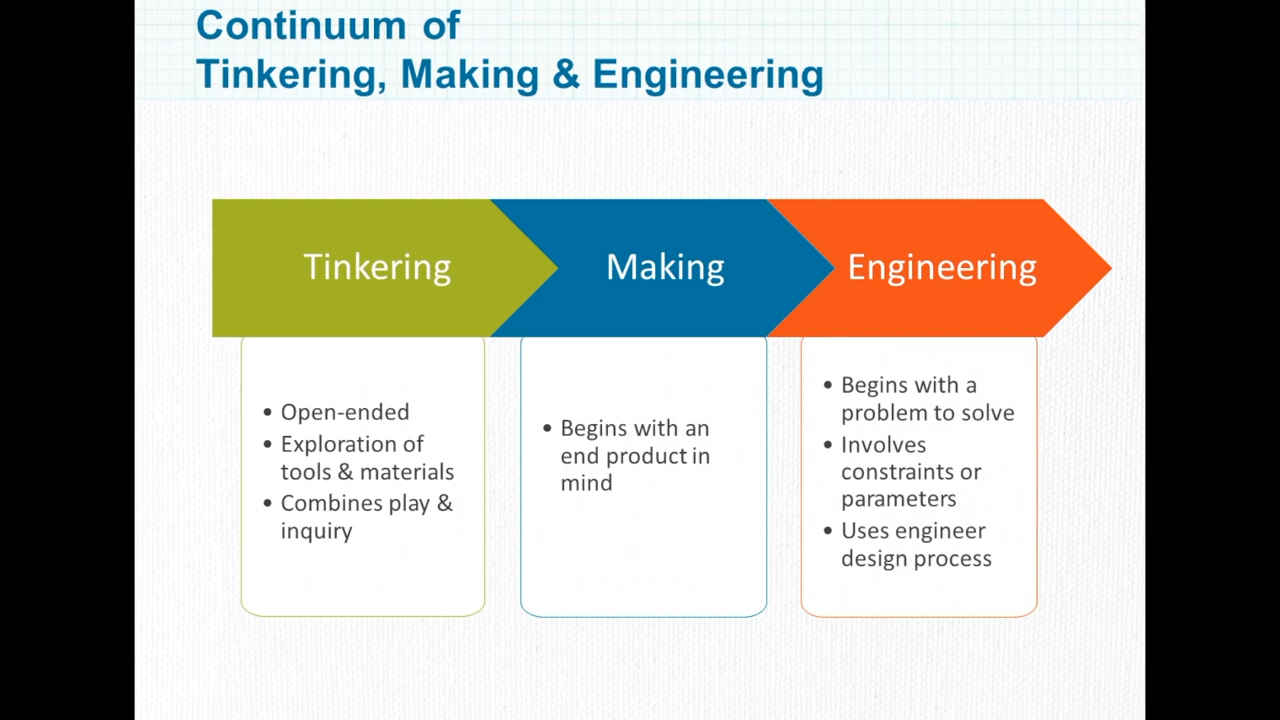 Continuum of
Tinkering, Making & Engineering
Tinkering
Making
Engineering
• Open-ended
• Exploration of
tools & materials
• Combines play &
inquiry
• Begins with an
end product in
mind
• Begins with a
problem to solve
• Involves
constraints or
parameters
• Uses engineer
design process